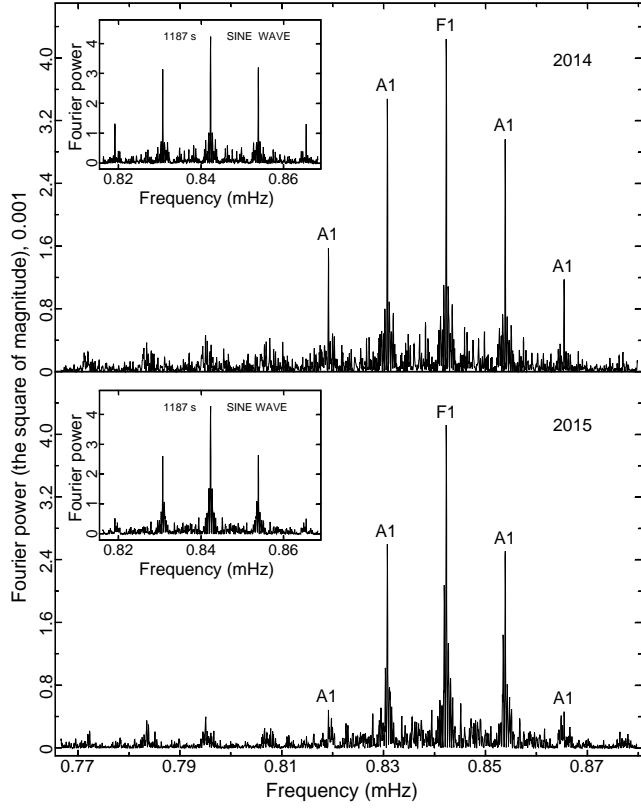 F1
2014
A1
A1
A1
A1
4.0
3.2
2.4
1.6
0.8
0
1187 s SINE WAVE
Fourier power
4
3
2
1
0
0.82 0.84 0.86
Frequency (mHz)
Fourier power (the square of magnitude), 0.001
F1
2015
A1
A1
A1
A1
4.0
3.2
2.4
1.6
0.8
0
1187 s SINE WAVE
Fourier power
4
3
2
1
0
0.82 0.84 0.86
Frequency (mHz)
0.77 0.79 0.81 0.83 0.85 0.87
Frequency (mHz)